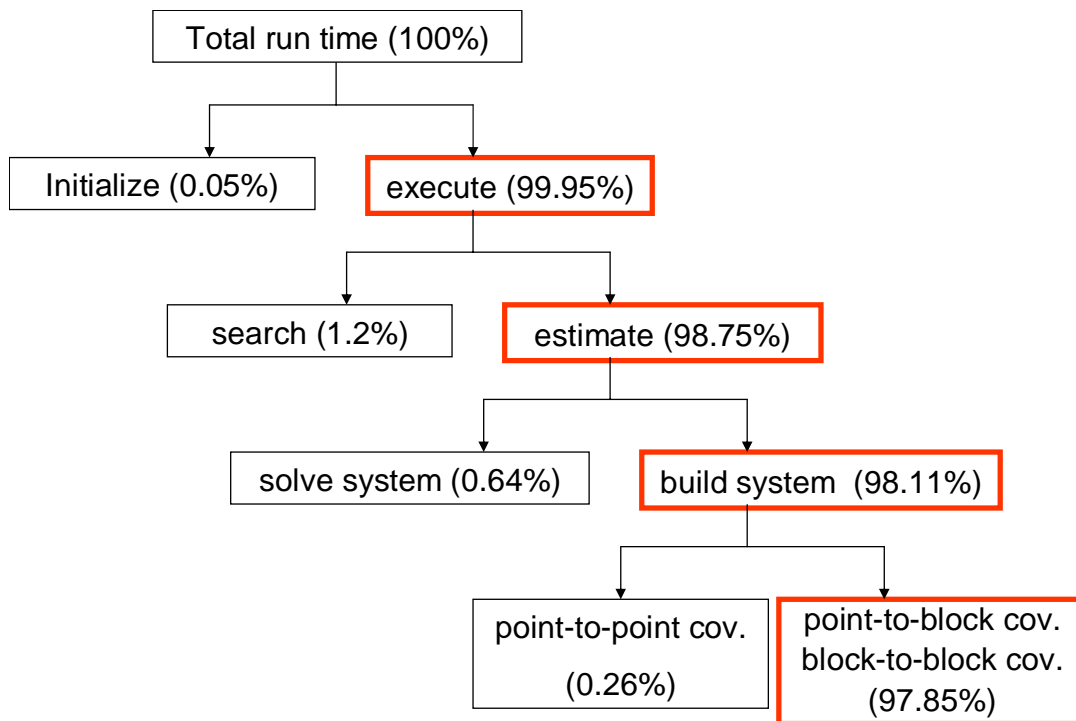 Total run time (100%)
Initialize (0.05%)
execute (99.95%)
search (1.2%)
estimate (98.75%)
solve system (0.64%)
build system (98.11%)
point-to-point cov.
(0.26%)
point-to-block cov.
block-to-block cov.
(97.85%)